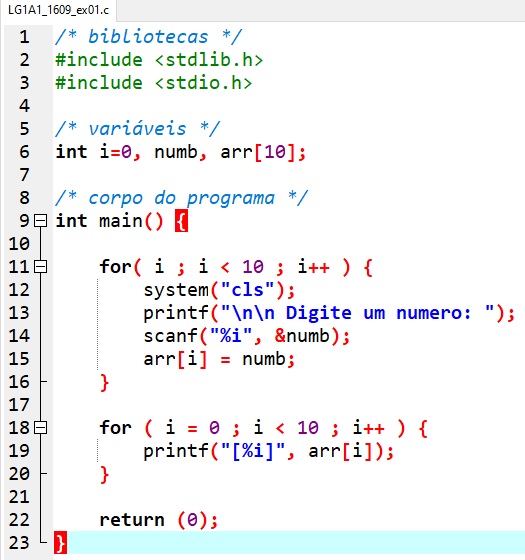 LG1A1_1609_ex01.c
1 /* bibliotecas */
2 #include <stdlib.h>
3 #include <stdio.h>
4
5 /* variáveis */
6 int i=0, numb, arr[10];
7
8 /* corpo do programa */
9 int main() {
10
11 for( i ; i < 10 ; i++ ) {
12 system("cls");
13 printf("\n\n Digite um numero: ");
14 scanf("%i", &numb);
15 arr[i] = numb;
16 }
17
18 for ( i = 0 ; i < 10 ; i++ ) {
19 printf("[%i]", arr[i]);
20 }
21
22 return (0);
23 }